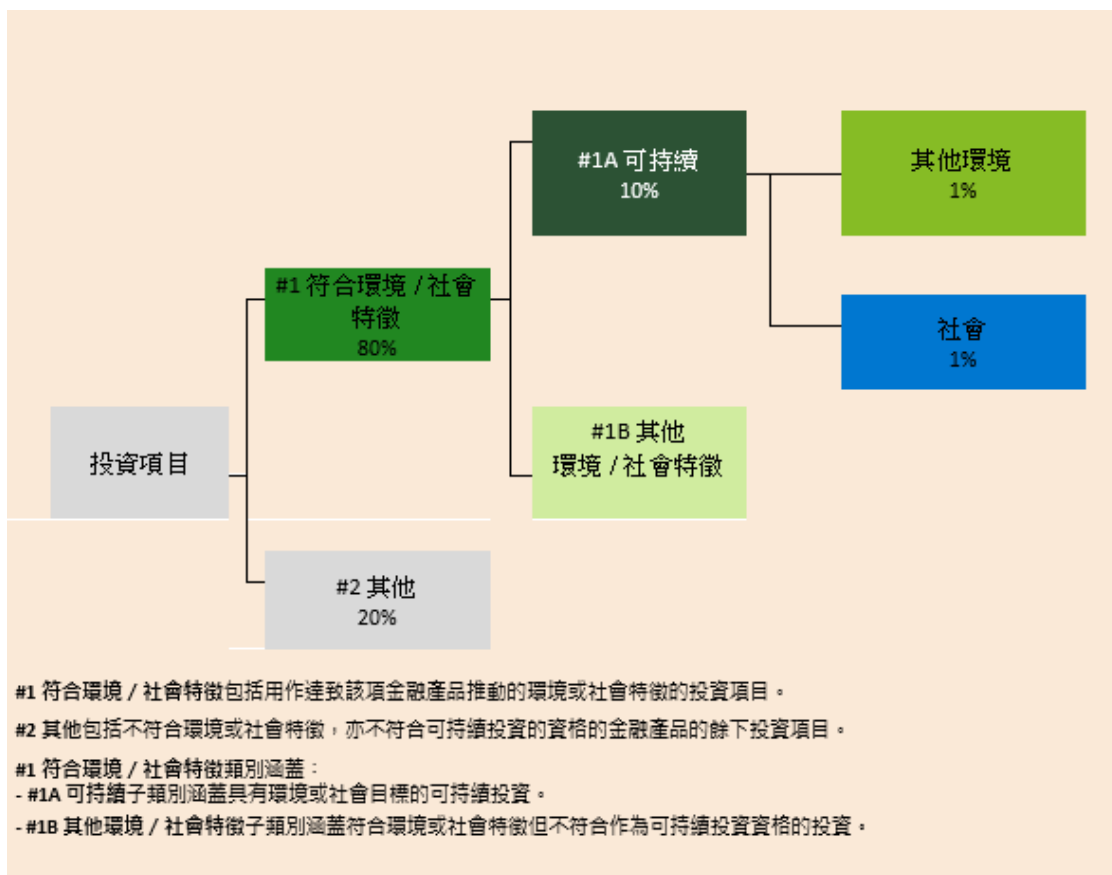 #1A 可持續
10%
其他環境
1%
#1 符合環境 / 社會
特徵
80%
社會
1%
投資項目
#1B 其他
環境 / 社會特徵
#2 其他
20%
#1 符合環境 / 社會特徵包括用作達致該項金融產品推動的環境或社會特徵的投資項目。
#2 其他包括不符合環境或社會特徵，亦不符合可持續投資的資格的金融產品的餘下投資項目。
#1 符合環境 / 社會特徵類別涵蓋：
- #1A 可持續子類別涵蓋具有環境或社會目標的可持續投資。
- #1B 其他環境 / 社會特徵子類別涵蓋符合環境或社會特徵但不符合作為可持續投資資格的投資。